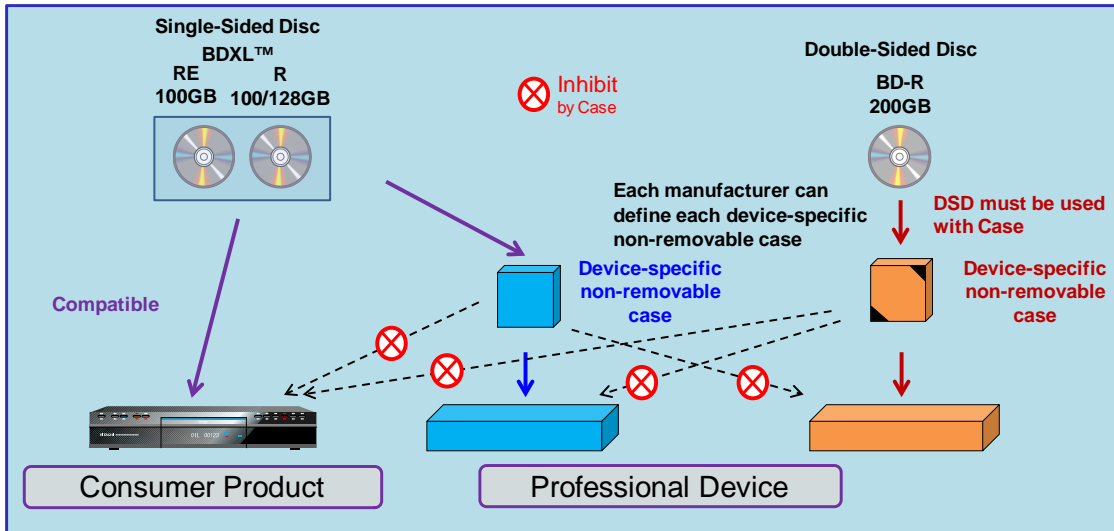 Single-Sided Disc
BDXL™
RE
100GB
R
100/128GB
Inhibit
by Case
Double-Sided Disc
BD-R
200GB
Each manufacturer can
define each device-specific
non-removable case
DSD must be used
with Case
Device-specific
non-removable
case
Device-specific
non-removable
case
Compatible
Consumer Product
Professional Device